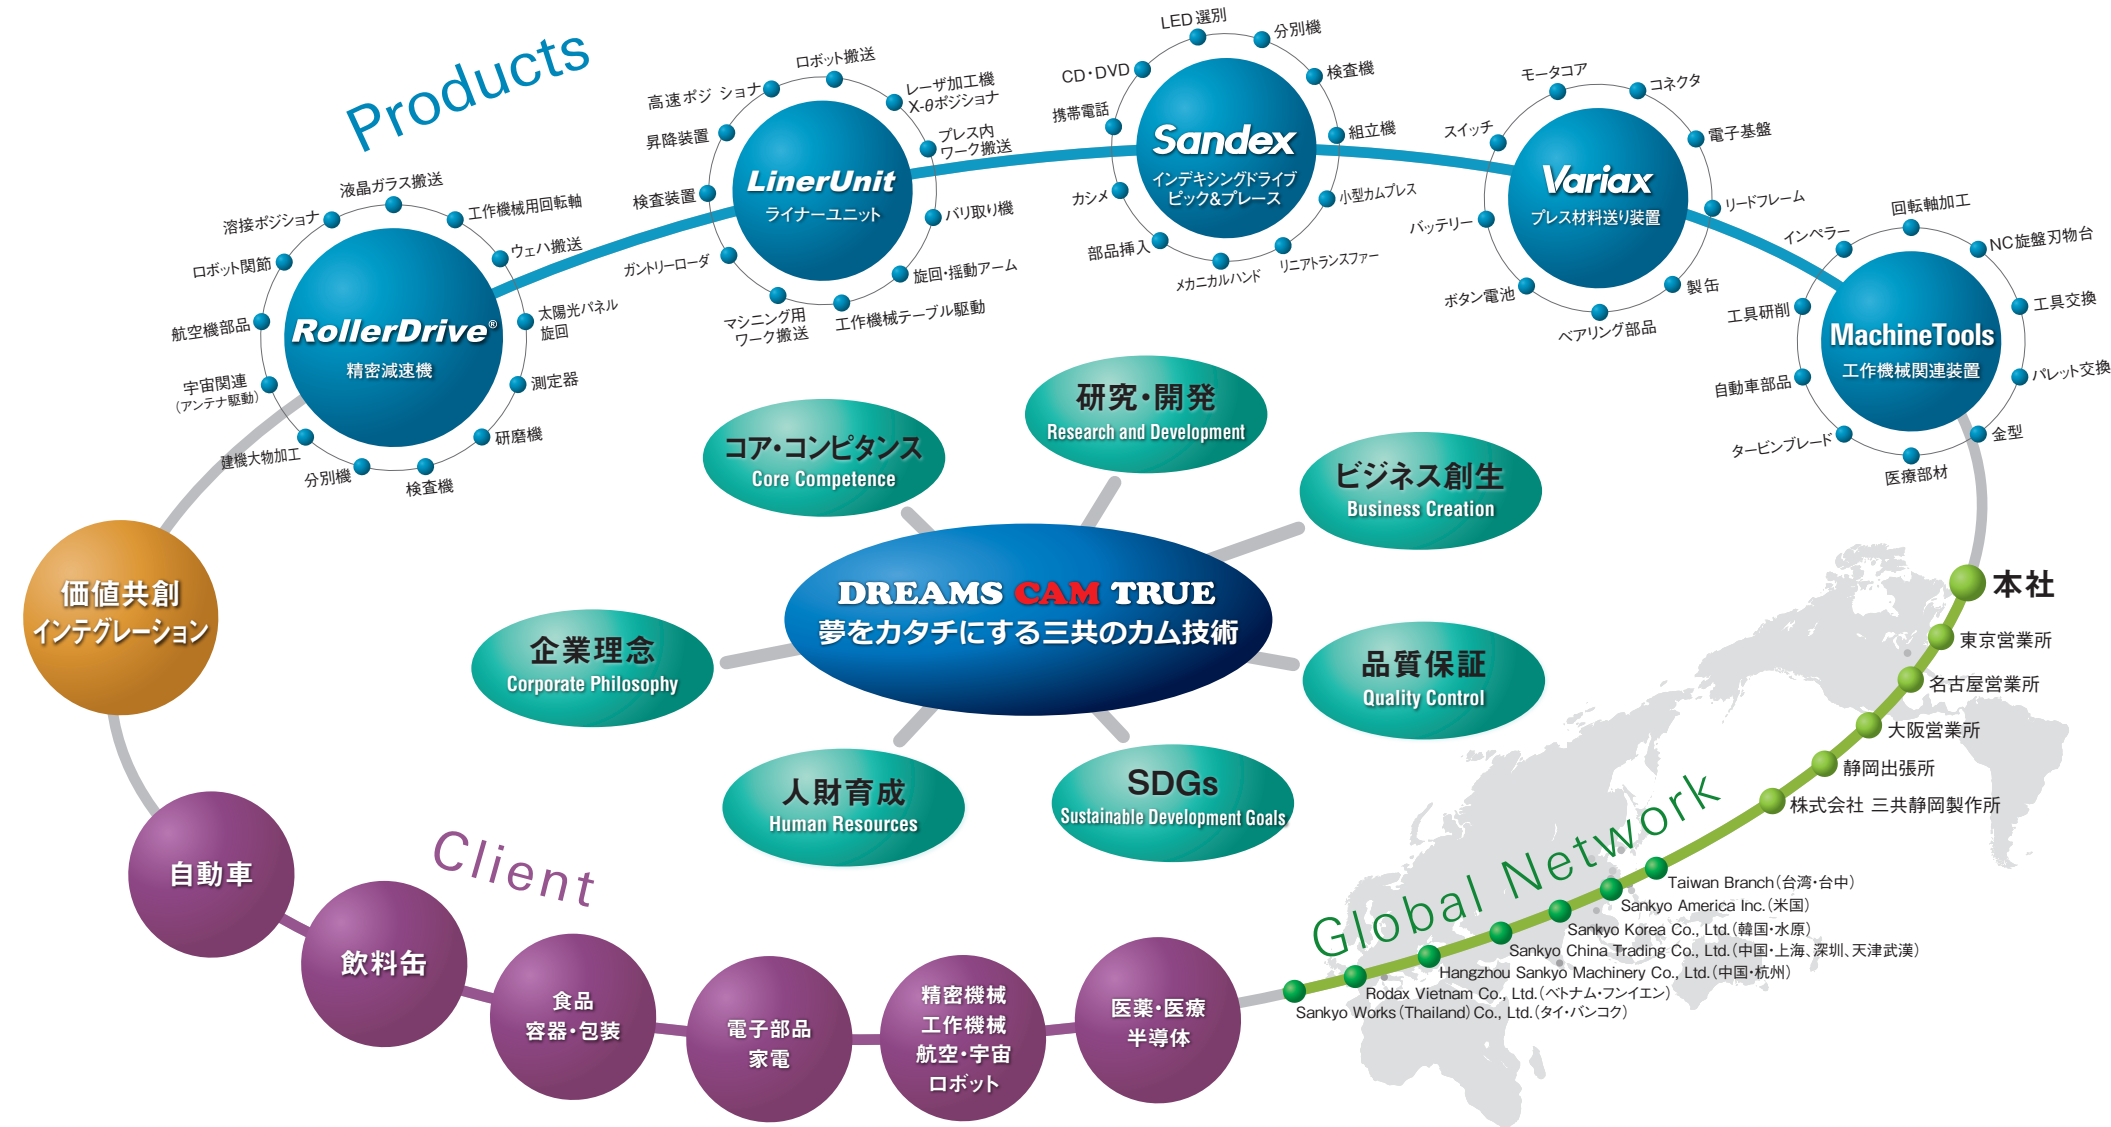 Products
RollerDrive®
精密減速機
液晶ガラス搬送
工作機械用回転軸
ウェハ搬送
太陽光パネル
旋回
測定器
研磨機
検査機
分別機
建機大物加工
宇宙関連
(アンテナ駆動)
航空機部品
ロボット関節
溶接ポジショナ
LinerUnit
ライナーユニット
ロボット搬送
レーザ加工機
X-θポジショナ
プレス内
ワーク搬送
バリ取り機
旋回・揺動アーム
工作機械テーブル駆動
マシニング用
ワーク搬送
ガントリーローダ
検査装置
昇降装置
高速ポジ ショナ
Sandex
インデキシングドライブ
ピック&プレース
LED選別
分別機
検査機
組立機
小型カムプレス
リニアトランスファー
メカニカルハンド
部品挿入
カシメ
携帯電話
CD・DVD
Variax
プレス材料送り装置
モータコア
コネクタ
電子基盤
リードフレーム
製缶
ベアリング部品
ボタン電池
バッテリー
スイッチ
MachineTools
工作機械関連装置
回転軸加工
NC旋盤刃物台
工具交換
パレット交換
金型
医療部材
タービンブレード
自動車部品
工具研削
インペラー
研究・開発
Research and Development
コア・コンピタンス
Core Competence
ビジネス創生
Business Creation
DREAMS CAM TRUE
夢をカタチにする三共のカム技術
企業理念
Corporate Philosophy
品質保証
Quality Control
人財育成
Human Resources
SDGs
Sustainable Development Goals
価値共創
インテグレーション
Client
自動車
飲料缶
食品
容器・包装
電子部品
家電
精密機械
工作機械
航空・宇宙
ロボット
医薬・医療
半導体
Global Network
本社
東京営業所
名古屋営業所
大阪営業所
静岡出張所
株式会社 三共静岡製作所
Taiwan Branch(台湾・台中)
Sankyo America Inc.(米国)
Sankyo Korea Co., Ltd.(韓国・水原)
Sankyo China Trading Co., Ltd.(中国・上海、深圳、天津武漢)
Hangzhou Sankyo Machinery Co., Ltd.(中国・杭州)
Rodax Vietnam Co., Ltd.(ベトナム・フンイエン)
Sankyo Works(Thailand)Co., Ltd.(タイ・バンコク)